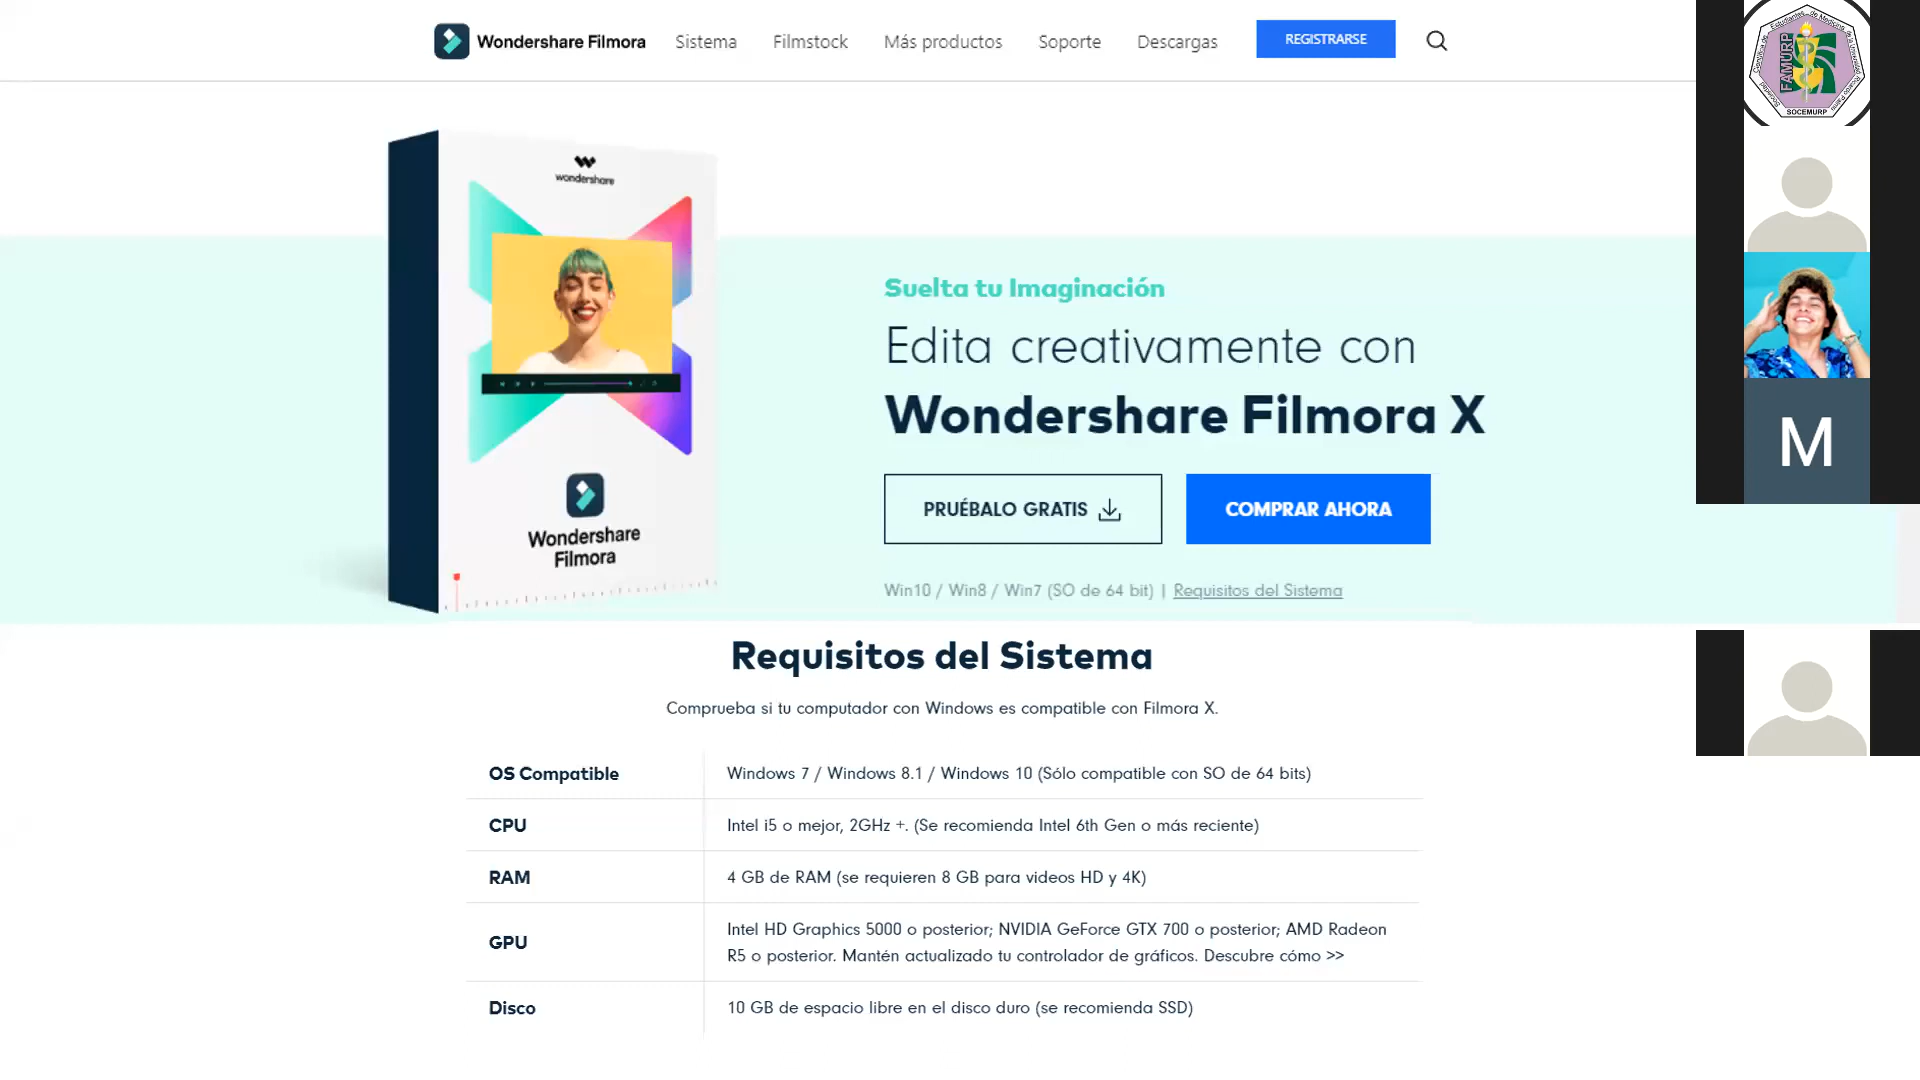 Wondershare Filmora Sistema Filmstock Más productos Soporte Descargas REGISTRARSE
wondershare
Wondershare
Filmora
Suelta tu Imaginación
Edita creativamente con
Wondershare Filmora X
PRUÉBALO GRATIS COMPRAR AHORA
Win10 / Win8 / Win7 (SO de 64 bit) | Requisitos del Sistema
Requisitos del Sistema
Comprueba si tu computador con Windows es compatible con Filmora X.
OS Compatible Windows 7 / Windows 8.1 / Windows 10 (Sólo compatible con SO de 64 bits)
CPU Intel i5 o mejor, 2GHz +. (Se recomienda Intel 6th Gen o más reciente)
RAM 4 GB de RAM (se requieren 8 GB para videos HD y 4K)
GPU Intel HD Graphics 5000 o posterior; NVIDIA GeForce GTX 700 o posterior; AMD Radeon
R5 o posterior. Mantén actualizado tu controlador de gráficos. Descubre cómo >>
Disco 10 GB de espacio libre en el disco duro (se recomienda SSD)
FAMURP
SOCEMURP
M